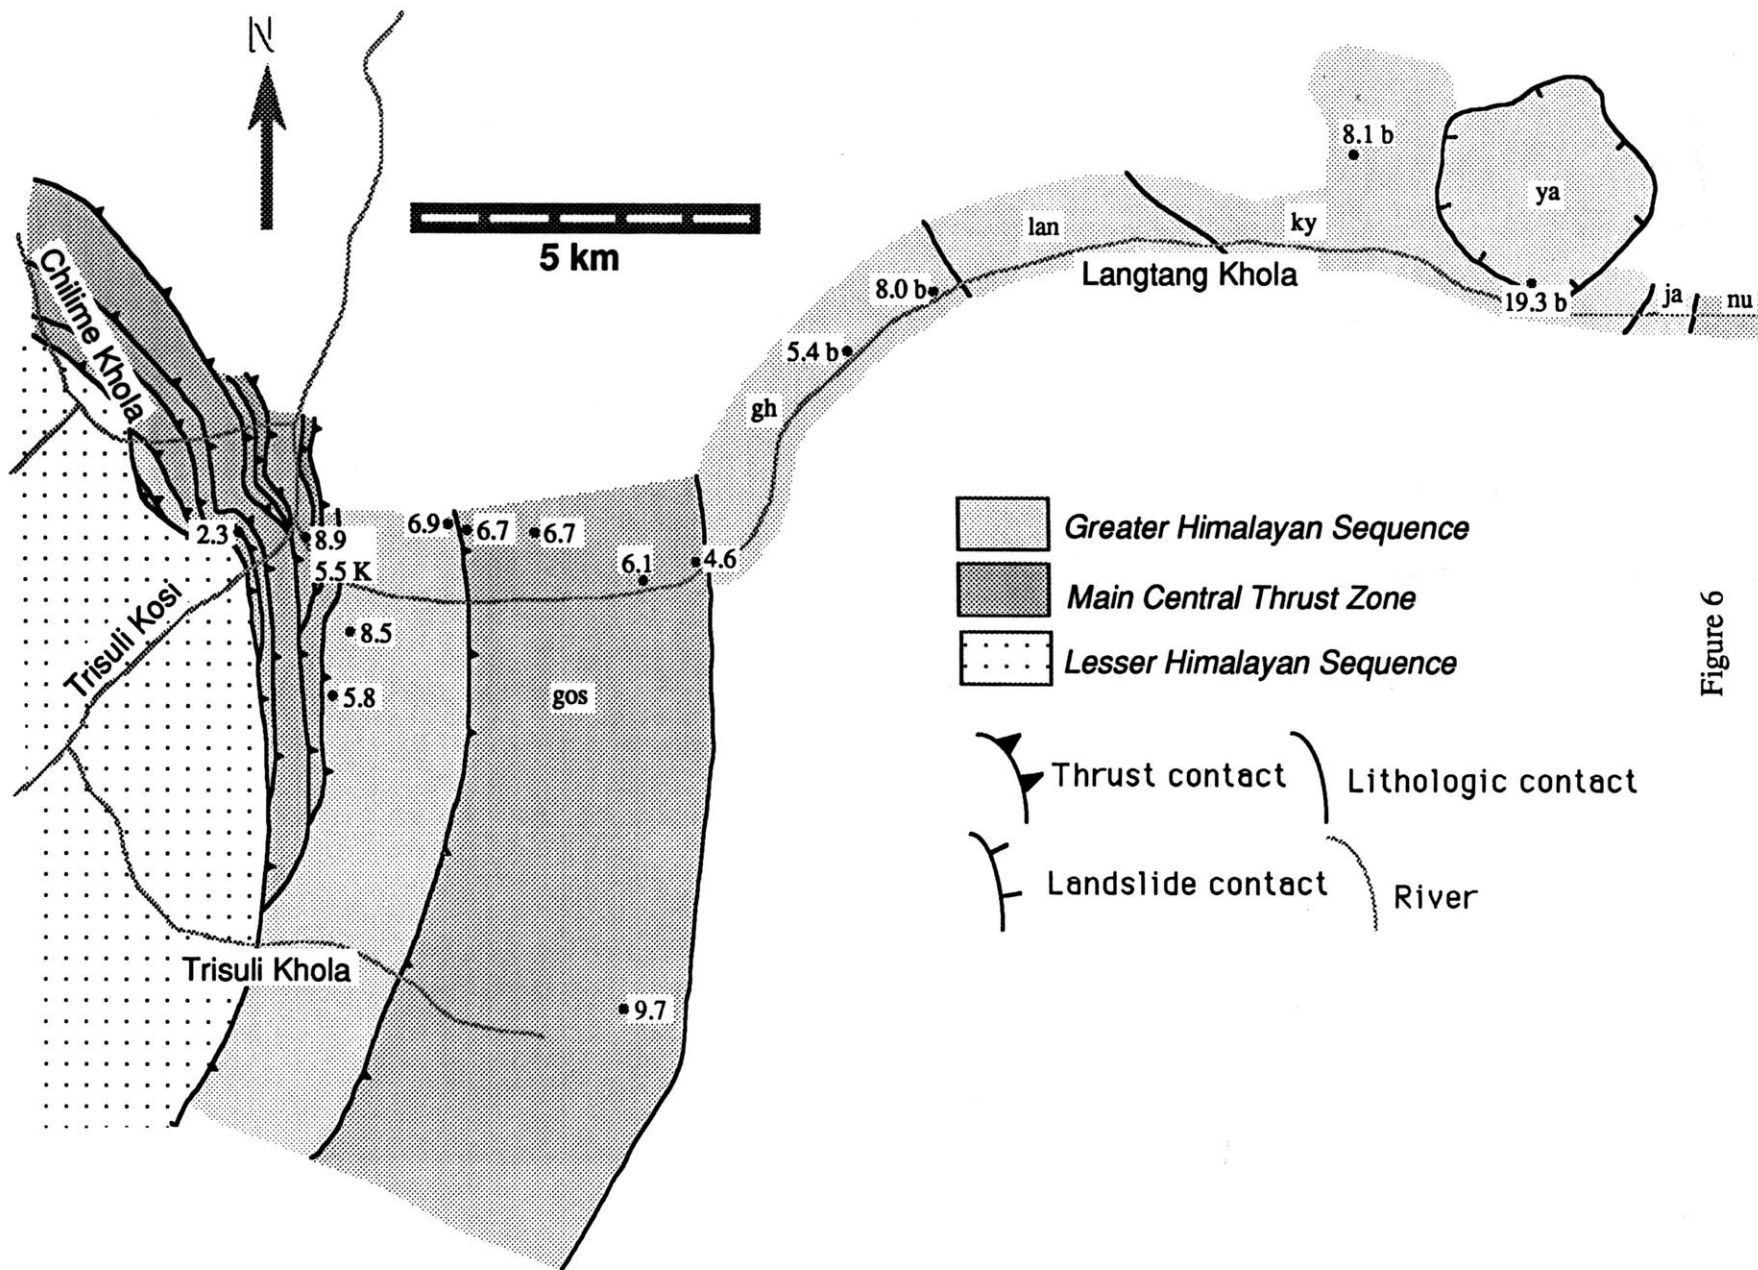 N
5 km
8.1 b
ya
lan
ky
Langtang Khola
8.0 b
19.3 b
ja
nu
5.4 b
gh
Chilime Khola
2.3
8.9
5.5 K
6.9
6.7
6.7
6.1
4.6
8.5
5.8
gos
Trisuli Kosi
Trisuli Khola
9.7
Greater Himalayan Sequence
Main Central Thrust Zone
Lesser Himalayan Sequence
Thrust contact
Lithologic contact
Landslide contact
River
Figure 6